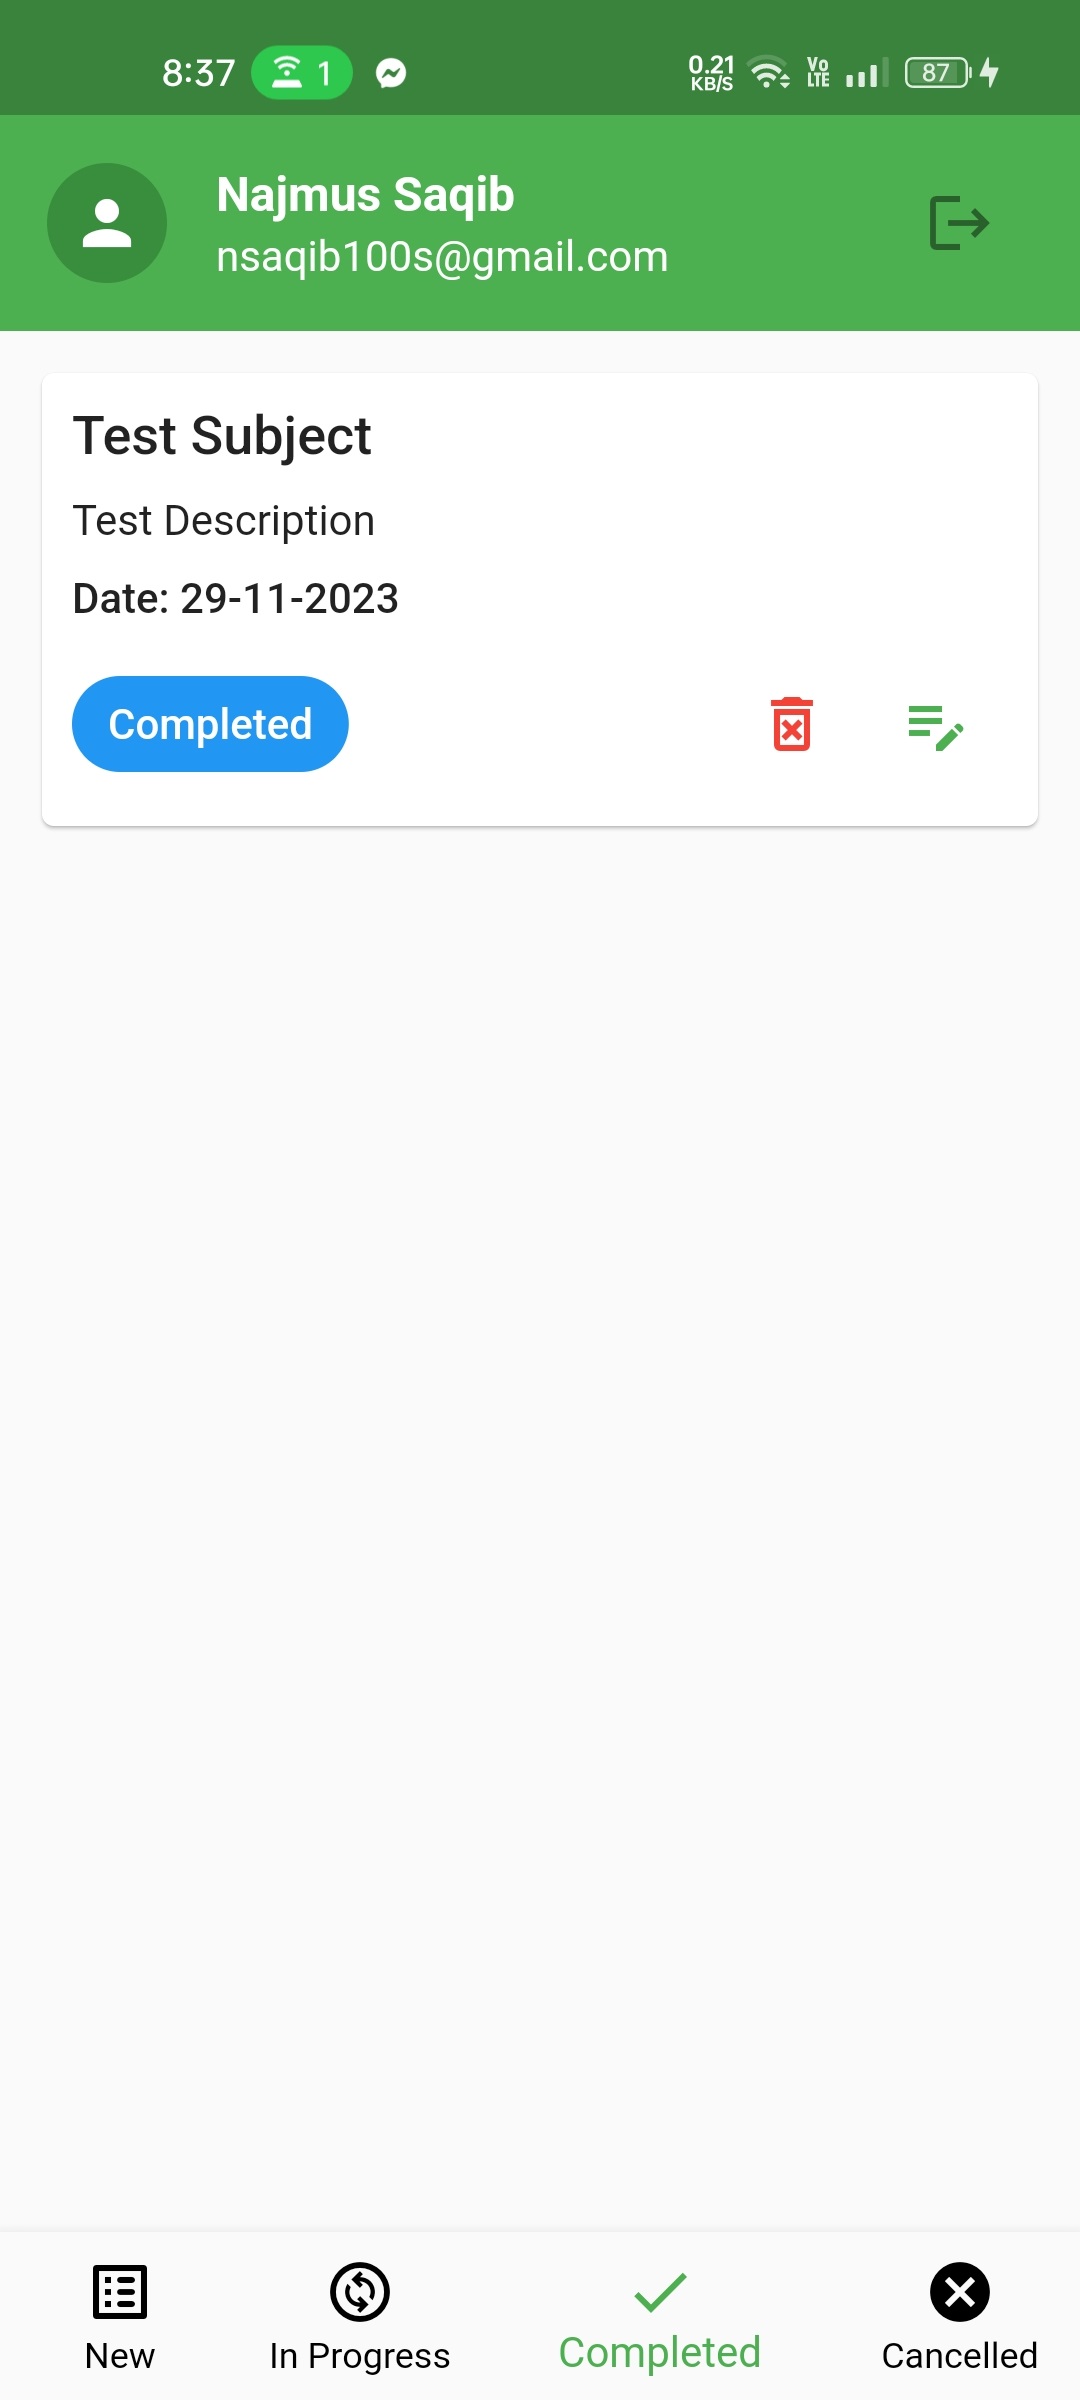 8:37 1 0.21 KB/S Vo LTE 87
Najmus Saqib
nsaqib100s@gmail.com
Test Subject
Test Description
Date: 29-11-2023
Completed
New In Progress Completed Cancelled